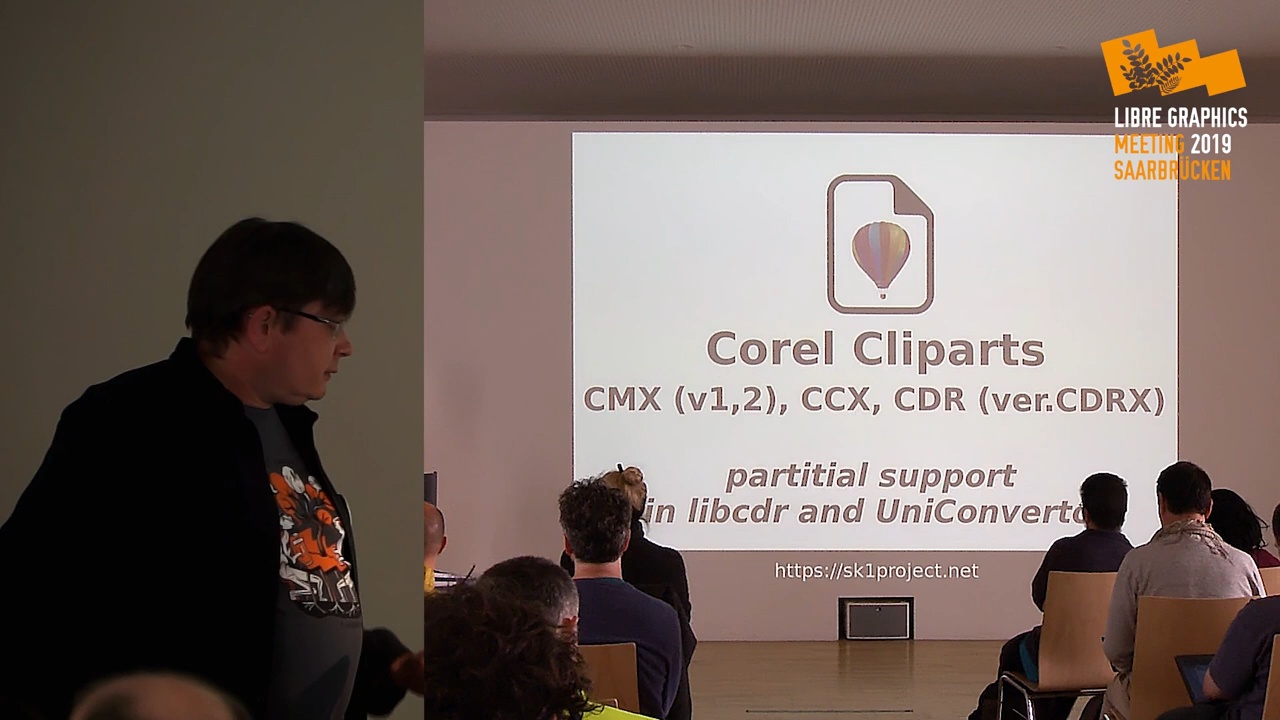 LIBRE GRAPHICS
MEETING 2019
SAARBRÜCKEN
Corel Cliparts
CMX (v1,2), CCX, CDR (ver.CDRX)
partitial support
in libcdr and
https://sk1project.net